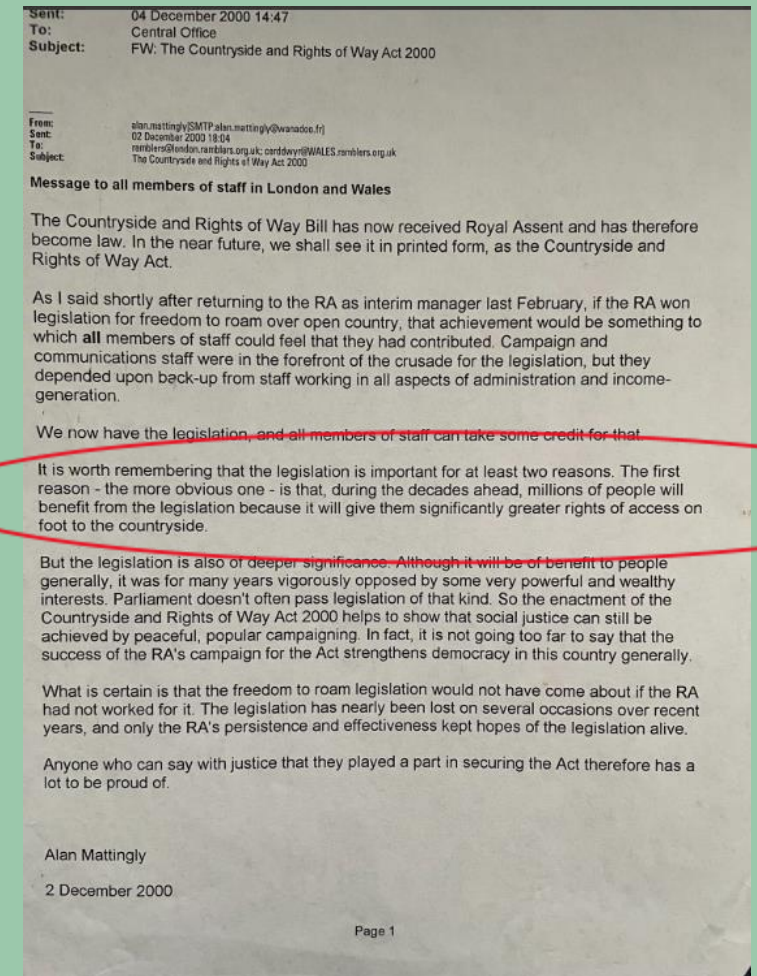 Sent: 04 December 2000 14:47
To: Central Office
Subject: FW: The Countryside and Rights of Way Act 2000
From: alan.mattingly[SMTP:alan.mattingly@wanadoo.fr]
Sent: 02 December 2000 18:04
To: ramblers@london.ramblers.org.uk; cerddwyr@WALES.ramblers.org.uk
Subject: The Countryside and Rights of Way Act 2000
Message to all members of staff in London and Wales
The Countryside and Rights of Way Bill has now received Royal Assent and has therefore
become law. In the near future, we shall see it in printed form, as the Countryside and
Rights of Way Act.
As I said shortly after returning to the RA as interim manager last February, if the RA won
legislation for freedom to roam over open country, that achievement would be something to
which all members of staff could feel that they had contributed. Campaign and
communications staff were in the forefront of the crusade for the legislation, but they
depended upon back-up from staff working in all aspects of administration and income-
generation.
We now have the legislation, and all members of staff can take some credit for that.
It is worth remembering that the legislation is important for at least two reasons. The first
reason - the more obvious one - is that, during the decades ahead, millions of people will
benefit from the legislation because it will give them significantly greater rights of access on
foot to the countryside.
But the legislation is also of deeper significance. Although it will be of benefit to people
generally, it was for many years vigorously opposed by some very powerful and wealthy
interests. Parliament doesn't often pass legislation of that kind. So the enactment of the
Countryside and Rights of Way Act 2000 helps to show that social justice can still be
achieved by peaceful, popular campaigning. In fact, it is not going too far to say that the
success of the RA's campaign for the Act strengthens democracy in this country generally.
What is certain is that the freedom to roam legislation would not have come about if the RA
had not worked for it. The legislation has nearly been lost on several occasions over recent
years, and only the RA's persistence and effectiveness kept hopes of the legislation alive.
Anyone who can say with justice that they played a part in securing the Act therefore has a
lot to be proud of.
Alan Mattingly
2 December 2000
Page 1